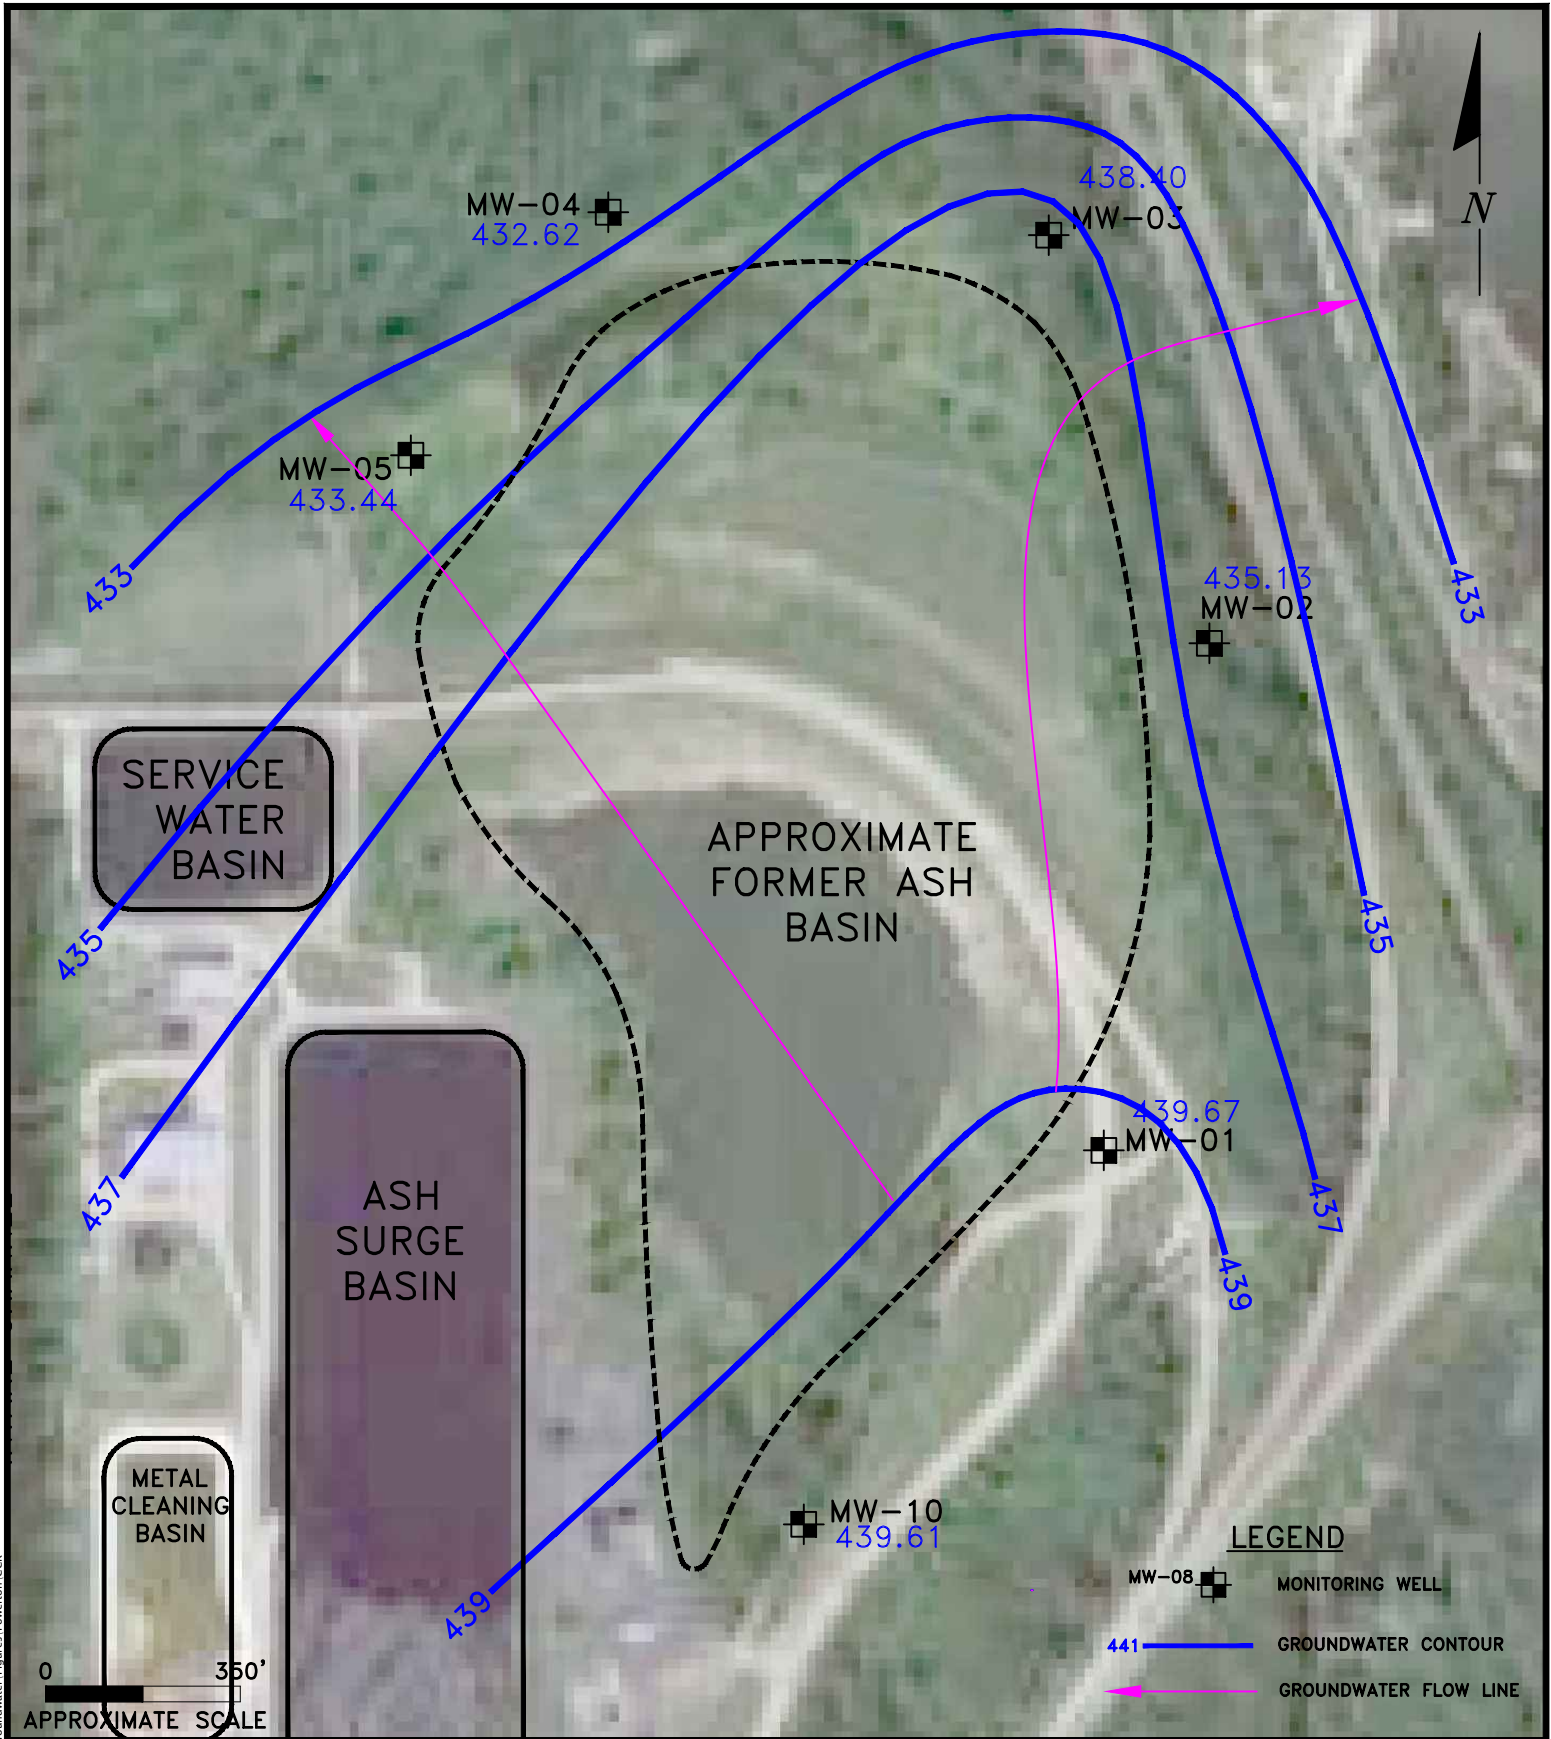 N
438.40
MW-03
MW-04
432.62
MW-05
433.44
433
433
435.13
MW-02
SERVICE
WATER
BASIN
APPROXIMATE
FORMER ASH
BASIN
435
435
439.67
MW-01
437
437
ASH
SURGE
BASIN
439
METAL
CLEANING
BASIN
MW-10
439.61
439
LEGEND
MW-08 MONITORING WELL
441 GROUNDWATER CONTOUR
GROUNDWATER FLOW LINE
0 350'
APPROXIMATE SCALE